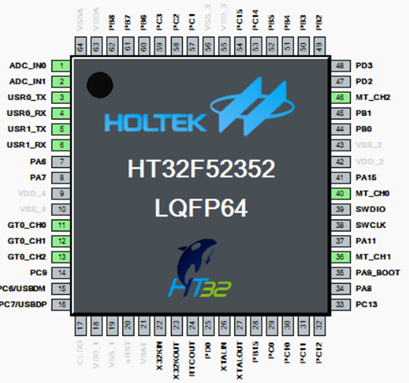 VSSA
VDDA
PB8
PB7
PB6
PC3
PC2
PC1
VSS_3
VDD_3
PC15
PC14
PB5
PB4
PB3
PB2
64 63 62 61 60 59 58 57 56 55 54 53 52 51 50 49
ADC_IN0 1
ADC_IN1 2
USR0_TX 3
USR0_RX 4
USR1_TX 5
USR1_RX 6
PA6 7
PA7 8
VDD_4 9
VSS_4 10
GT0_CH0 11
GT0_CH1 12
GT0_CH2 13
PC9 14
PC6/USBDM 15
PC7/USBDP 16
HOLTEK
HT32F52352
LQFP64
HT32
48 PD3
47 PD2
46 MT_CH2
45 PB1
44 PB0
43 VSS_2
42 VDD_2
41 PA15
40 MT_CH0
39 SWDIO
38 SWCLK
37 PA11
36 MT_CH1
35 PA9_BOOT
34 PA8
33 PC13
17 18 19 20 21 22 23 24 25 26 27 28 29 30 31 32
CLDO
VDD_1
VSS_1
nRST
VBAT
X32KIN
X32KOUT
RTCOUT
PD0
XTALIN
XTALOUT
PB15
PC0
PC10
PC11
PC12